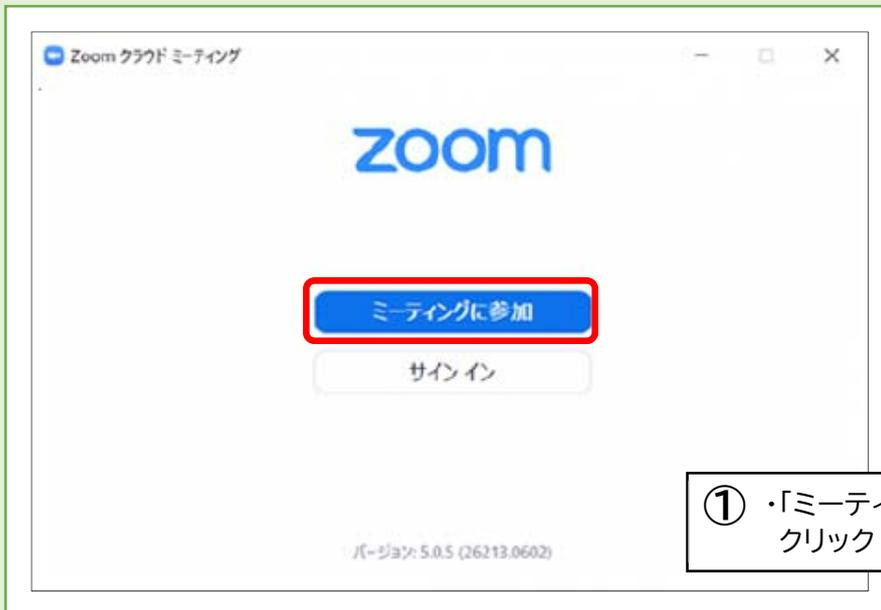 Zoom クラウド ミーティング
zoom
ミーティングに参加
サイン イン
① ・「ミーテ
クリック
バージョン: 5.0.5 (26213.0602)